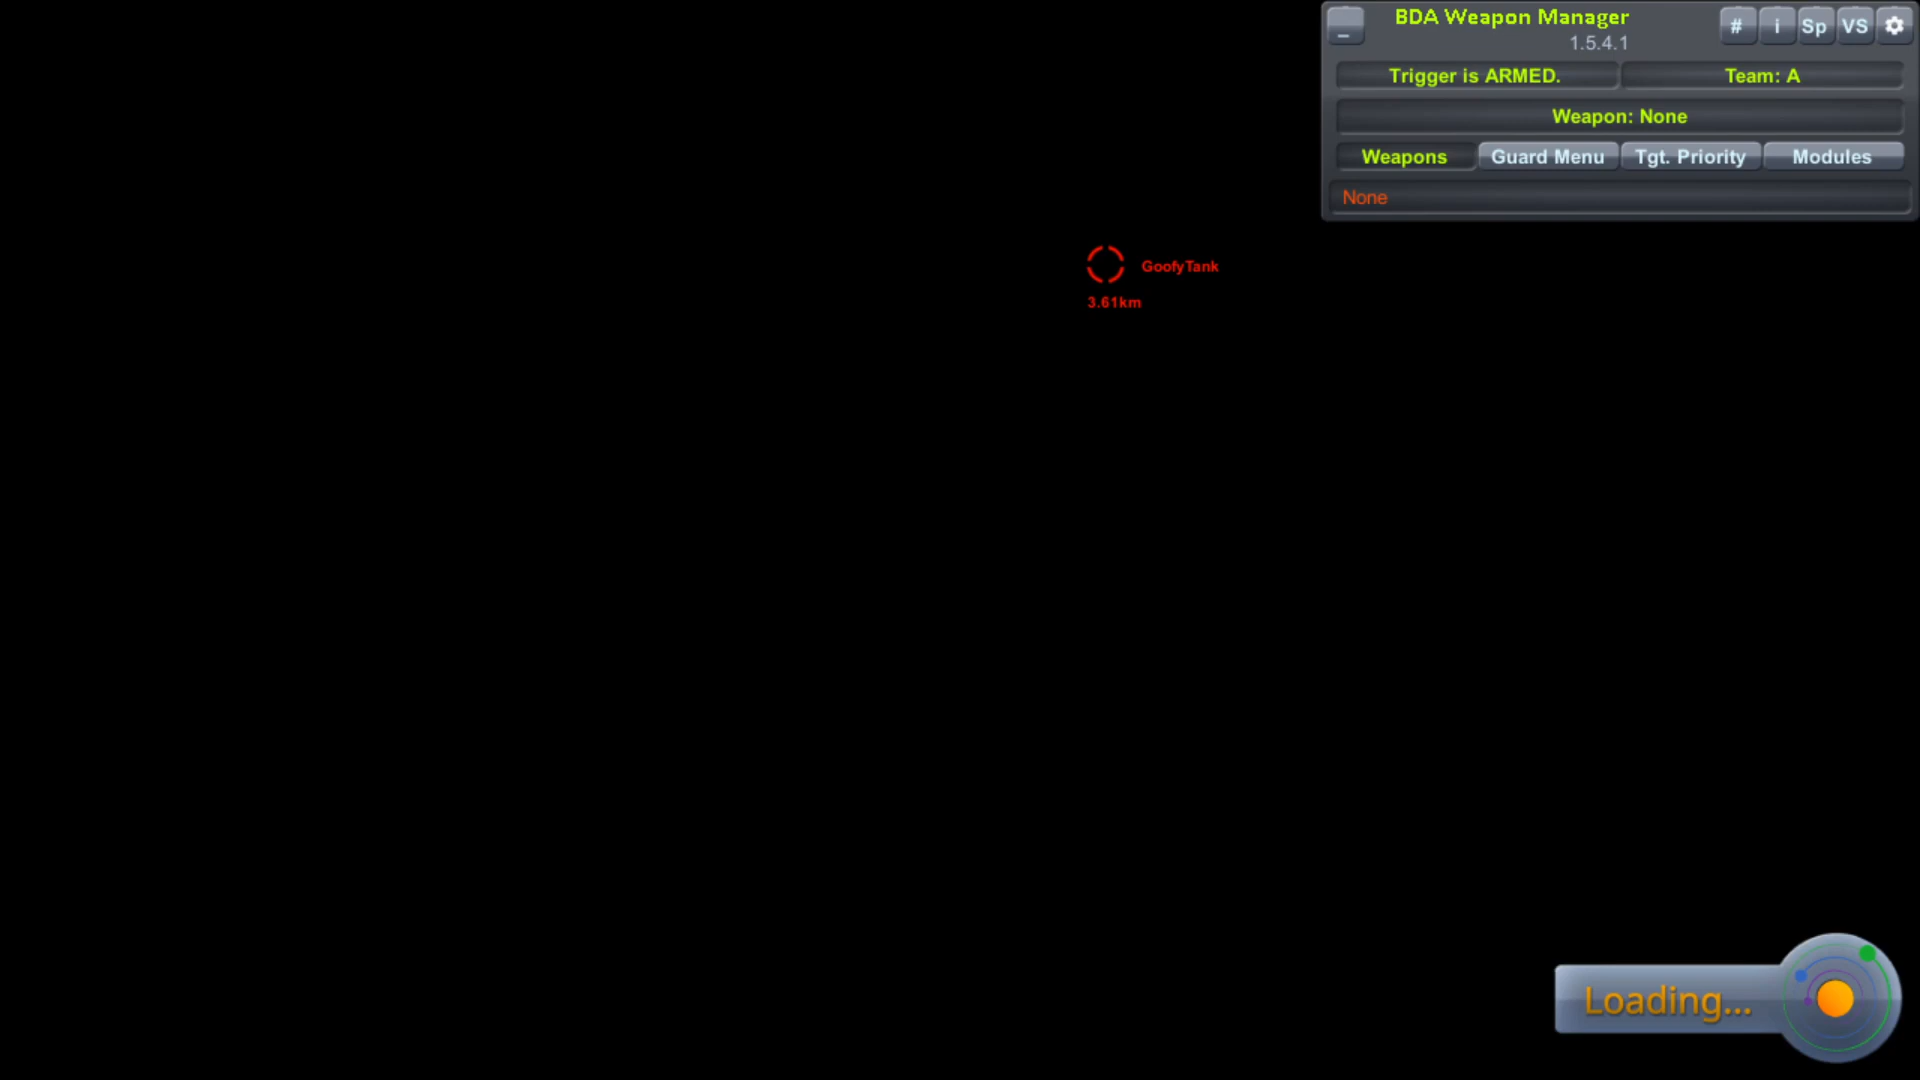 BDA Weapon Manager
1.5.4.1
_
# i Sp VS
Trigger is ARMED. Team: A
Weapon: None
Weapons Guard Menu Tgt. Priority Modules
None
GoofyTank
3.61km
Loading...